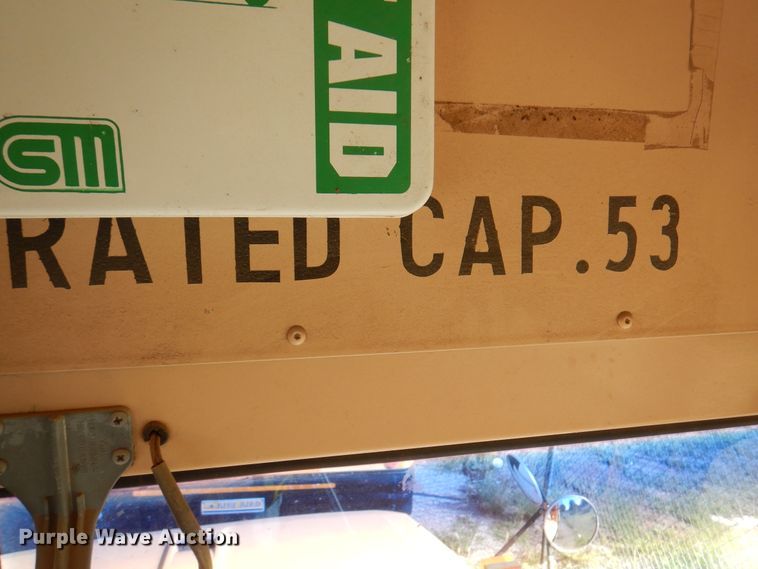 AID
SM
RATED CAP.53
Purple Wave Auction